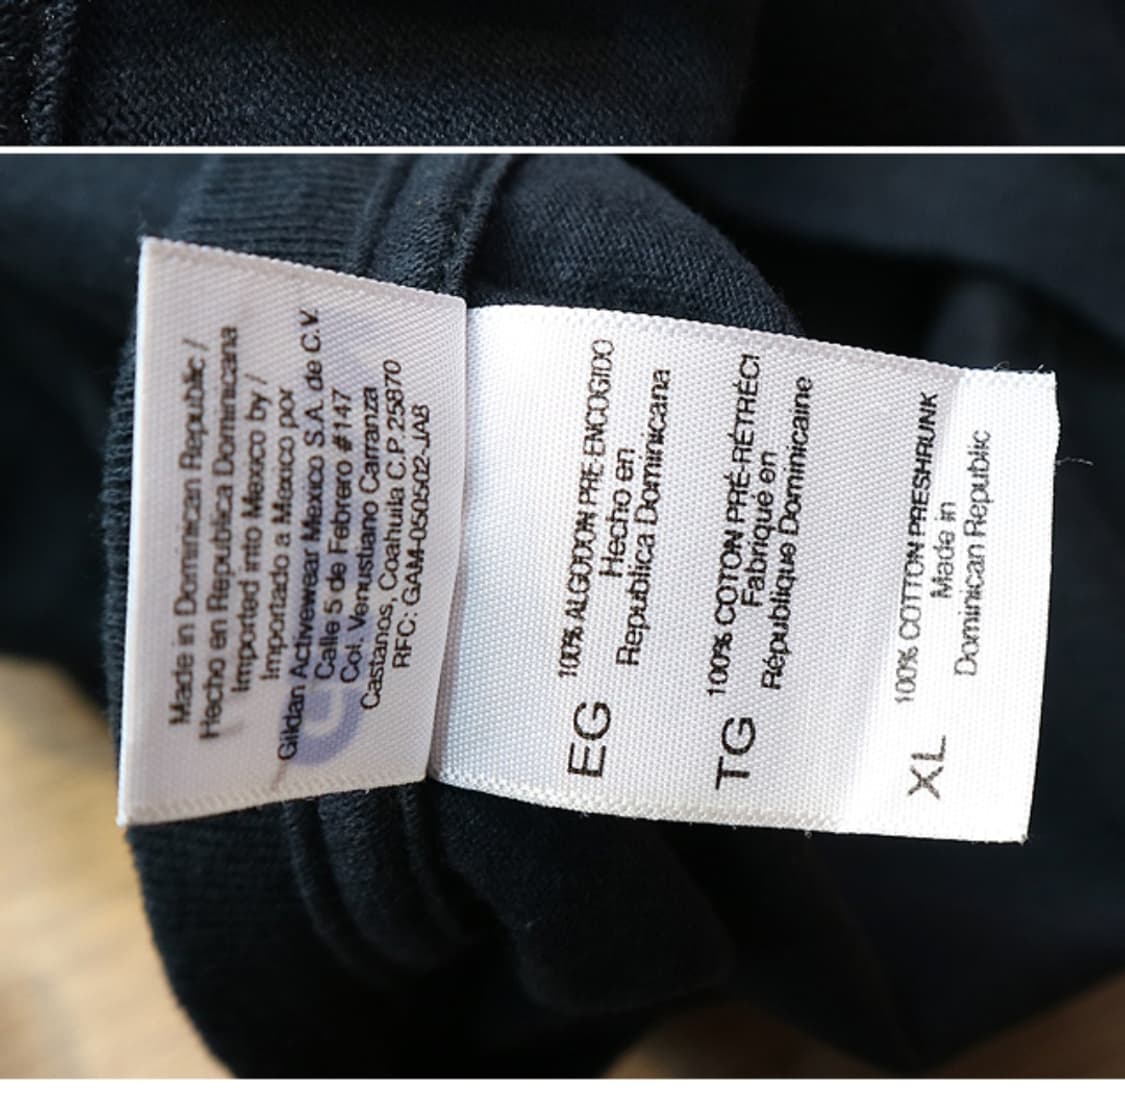 Made in Dominican Republic /
Hecho en Republica Dominicana
Imported into Mexico by /
Importado a Mexico por
Gildan Activewear Mexico S.A. de C.V.
Calle 5 de Febrero #147
Col. Venustiano Carranza
Castanos, Coahuila C.P 25870
RFC: GAM-050502-JA8
EG 100% ALGODON PRE-ENCOGIDO
Hecho en
Republica Dominicana
TG 100% COTON PRÉ-RÉTRÉCI
Fabriqué en
République Dominicaine
XL 100% COTTON PRESHRUNK
Made in
Dominican Republic